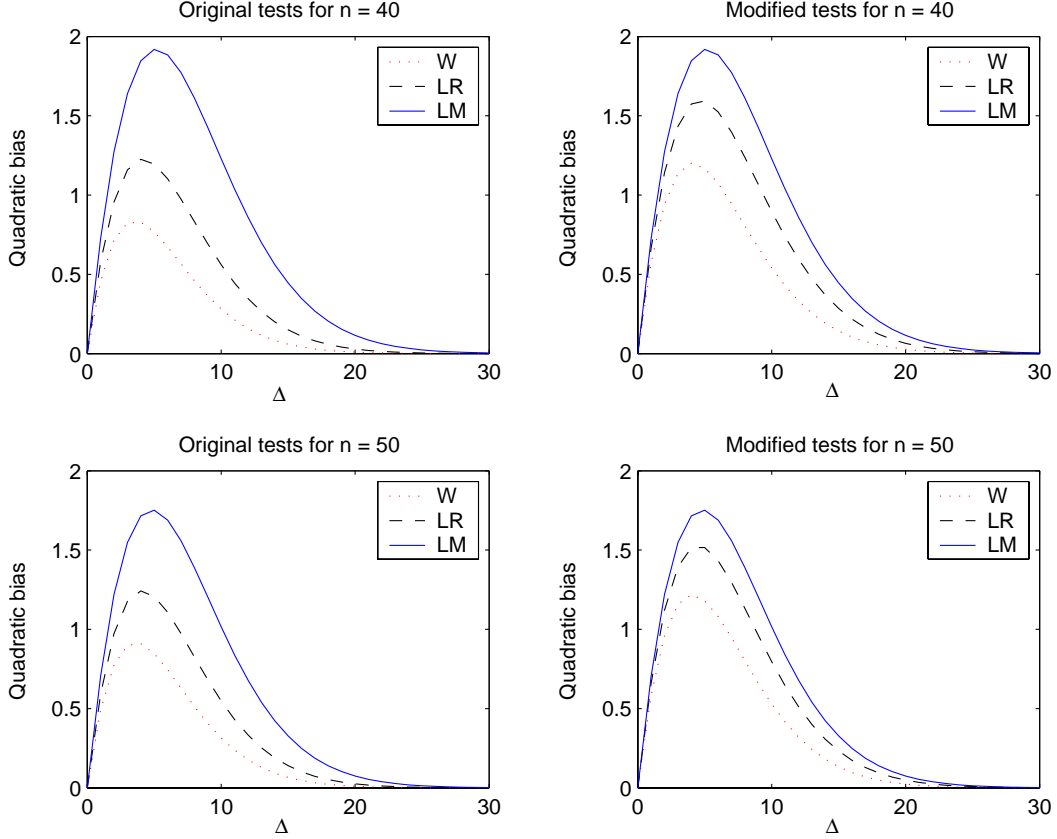 Original tests for n = 40
2
1.5
1
0.5
0
Quadratic bias
W
LR
LM
0
10
20
30
Δ
Modified tests for n = 40
2
1.5
1
0.5
0
Quadratic bias
W
LR
LM
0
10
20
30
Δ
Original tests for n = 50
2
1.5
1
0.5
0
Quadratic bias
W
LR
LM
0
10
20
30
Δ
Modified tests for n = 50
2
1.5
1
0.5
0
Quadratic bias
W
LR
LM
0
10
20
30
Δ